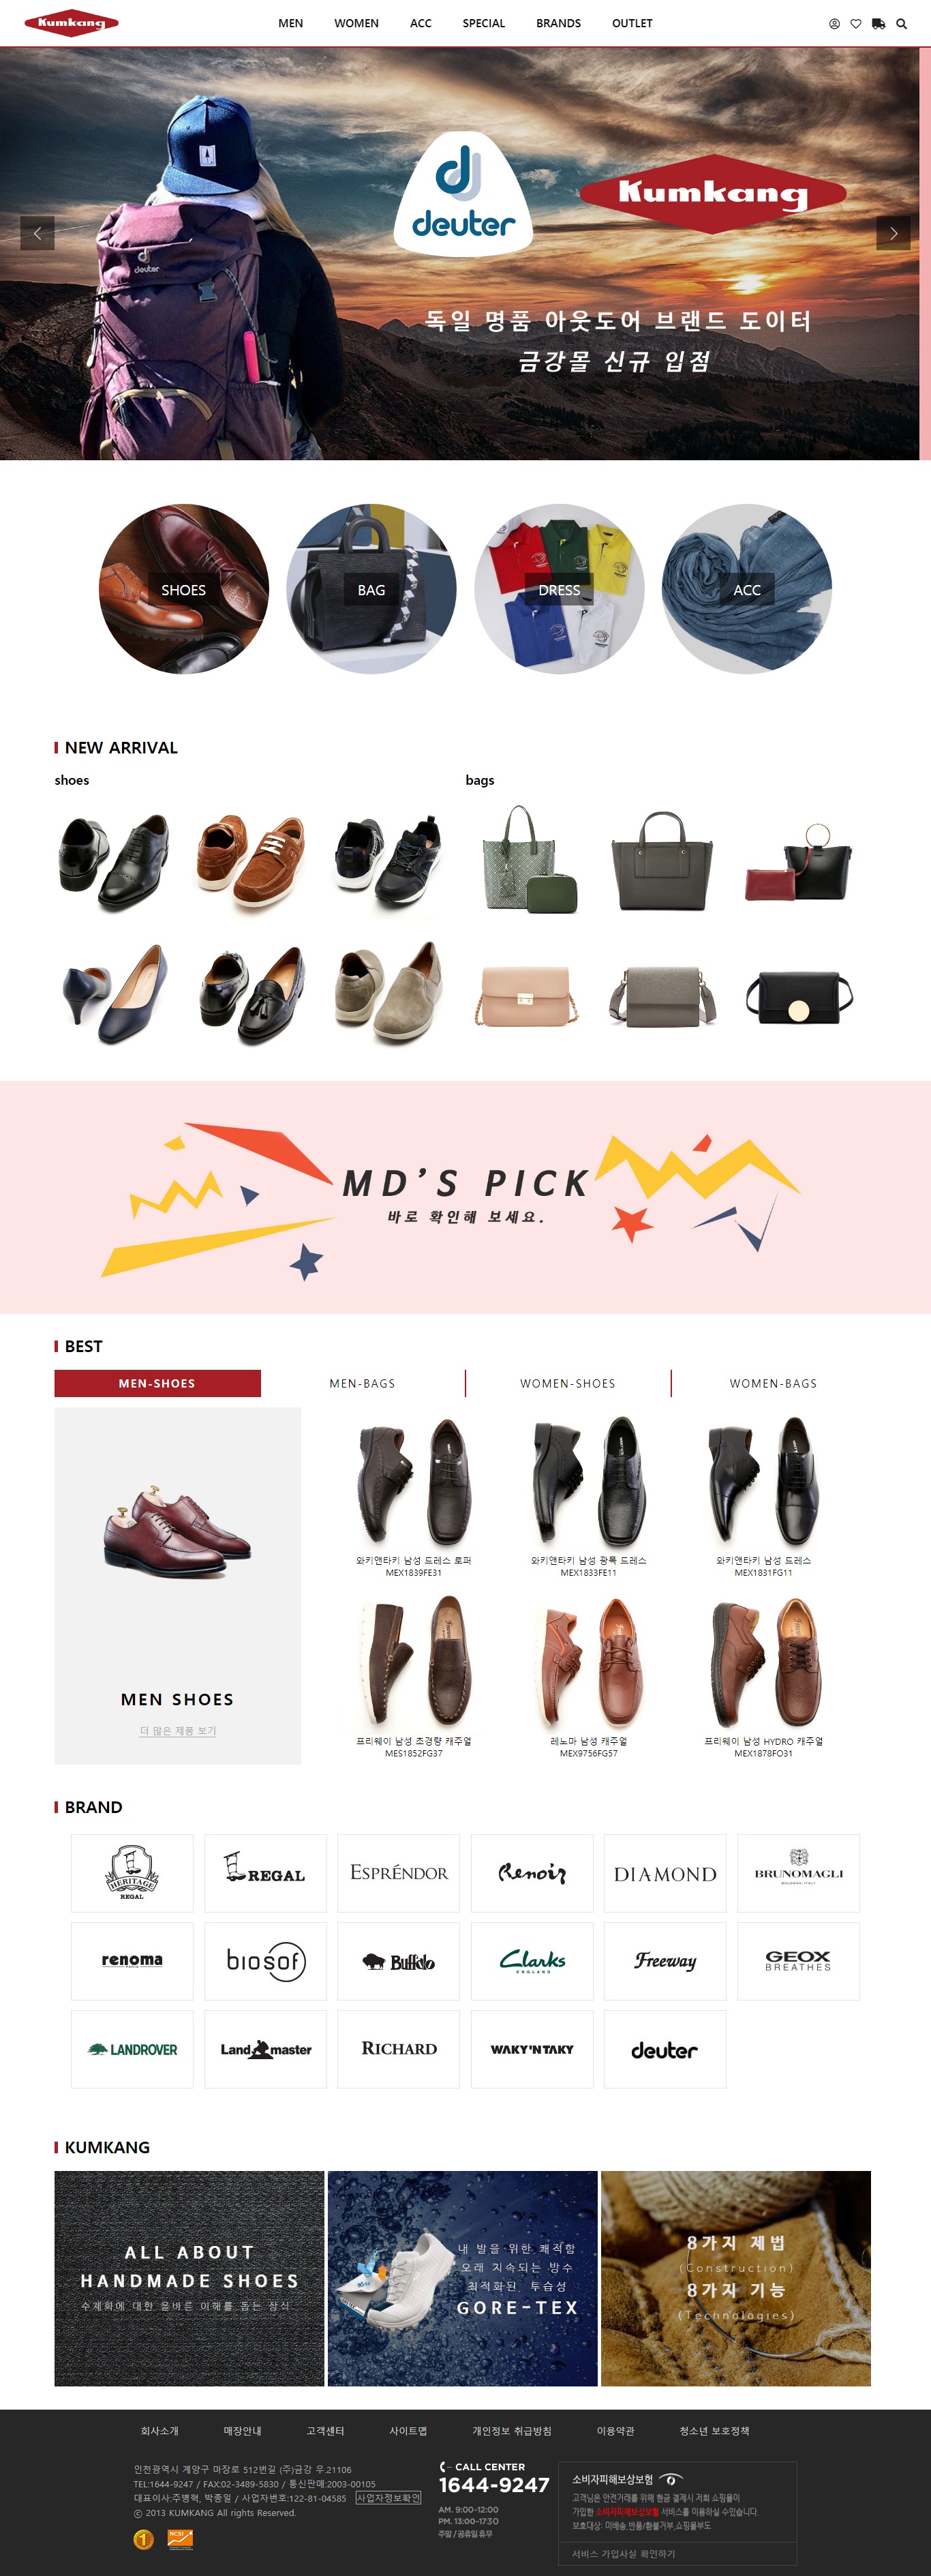 Kumkang
MEN WOMEN ACC SPECIAL BRANDS OUTLET
deuter
Kumkang
deuter
독일 명품 아웃도어 브랜드 도이터
금강몰 신규 입점
SHOES BAG DRESS ACC
NEW ARRIVAL
shoes bags
MD'S PICK
바로 확인해 보세요.
BEST
MEN-SHOES MEN-BAGS WOMEN-SHOES WOMEN-BAGS
와키앤타키 남성 드레스 로퍼
MEX1839FE31
와키앤타키 남성 광폭 드레스
MEX1833FE11
와키앤타키 남성 드레스
MEX1831FG11
프리웨이 남성 초경량 캐주얼
MES1852FG37
레노마 남성 캐주얼
MEX9756FG57
프리웨이 남성 HYDRO 캐주얼
MEX1878FO31
MEN SHOES
더 많은 제품 보기
BRAND
HERITAGE
REGAL
REGAL
ESPRÉNDOR
Renoir
DIAMOND
BRUNOMAGLI
BOLOGNA, ITALY
renoma
PARIS
biosof
Buffalo
Clarks
ENGLAND
Freeway
GEOX
BREATHES
LANDROVER
Land master
RICHARD
WAKY'NTAKY
deuter
KUMKANG
ALL ABOUT
HANDMADE SHOES
수제화에 대한 올바른 이해를 돕는 상식.
내 발을 위한 쾌적함
오래 지속되는 방수
최적화된 투습성
GORE-TEX
8가지 제법
(Construction)
8가지 기능
(Technologies)
회사소개 매장안내 고객센터 사이트맵 개인정보 취급방침 이용약관 청소년 보호정책
인천광역시 계양구 마장로 512번길 (주)금강 우.21106
TEL:1644-9247 / FAX:02-3489-5830 / 통신판매:2003-00105
대표이사:주병혁, 박종일 / 사업자번호:122-81-04585 사업자정보확인
ⓒ 2013 KUMKANG All rights Reserved.
1 NCSI
CALL CENTER
1644-9247
AM. 9:00-12:00
PM. 13:00-17:30
주말 / 공휴일 휴무
소비자피해보상보험
고객님은 안전거래를 위해 현금 결제시 저희 쇼핑몰이
가입한 소비자피해보상보험 서비스를 이용하실 수있습니다.
보호대상: 미배송,반품/환불거부,쇼핑몰부도
서비스 가입사실 확인하기